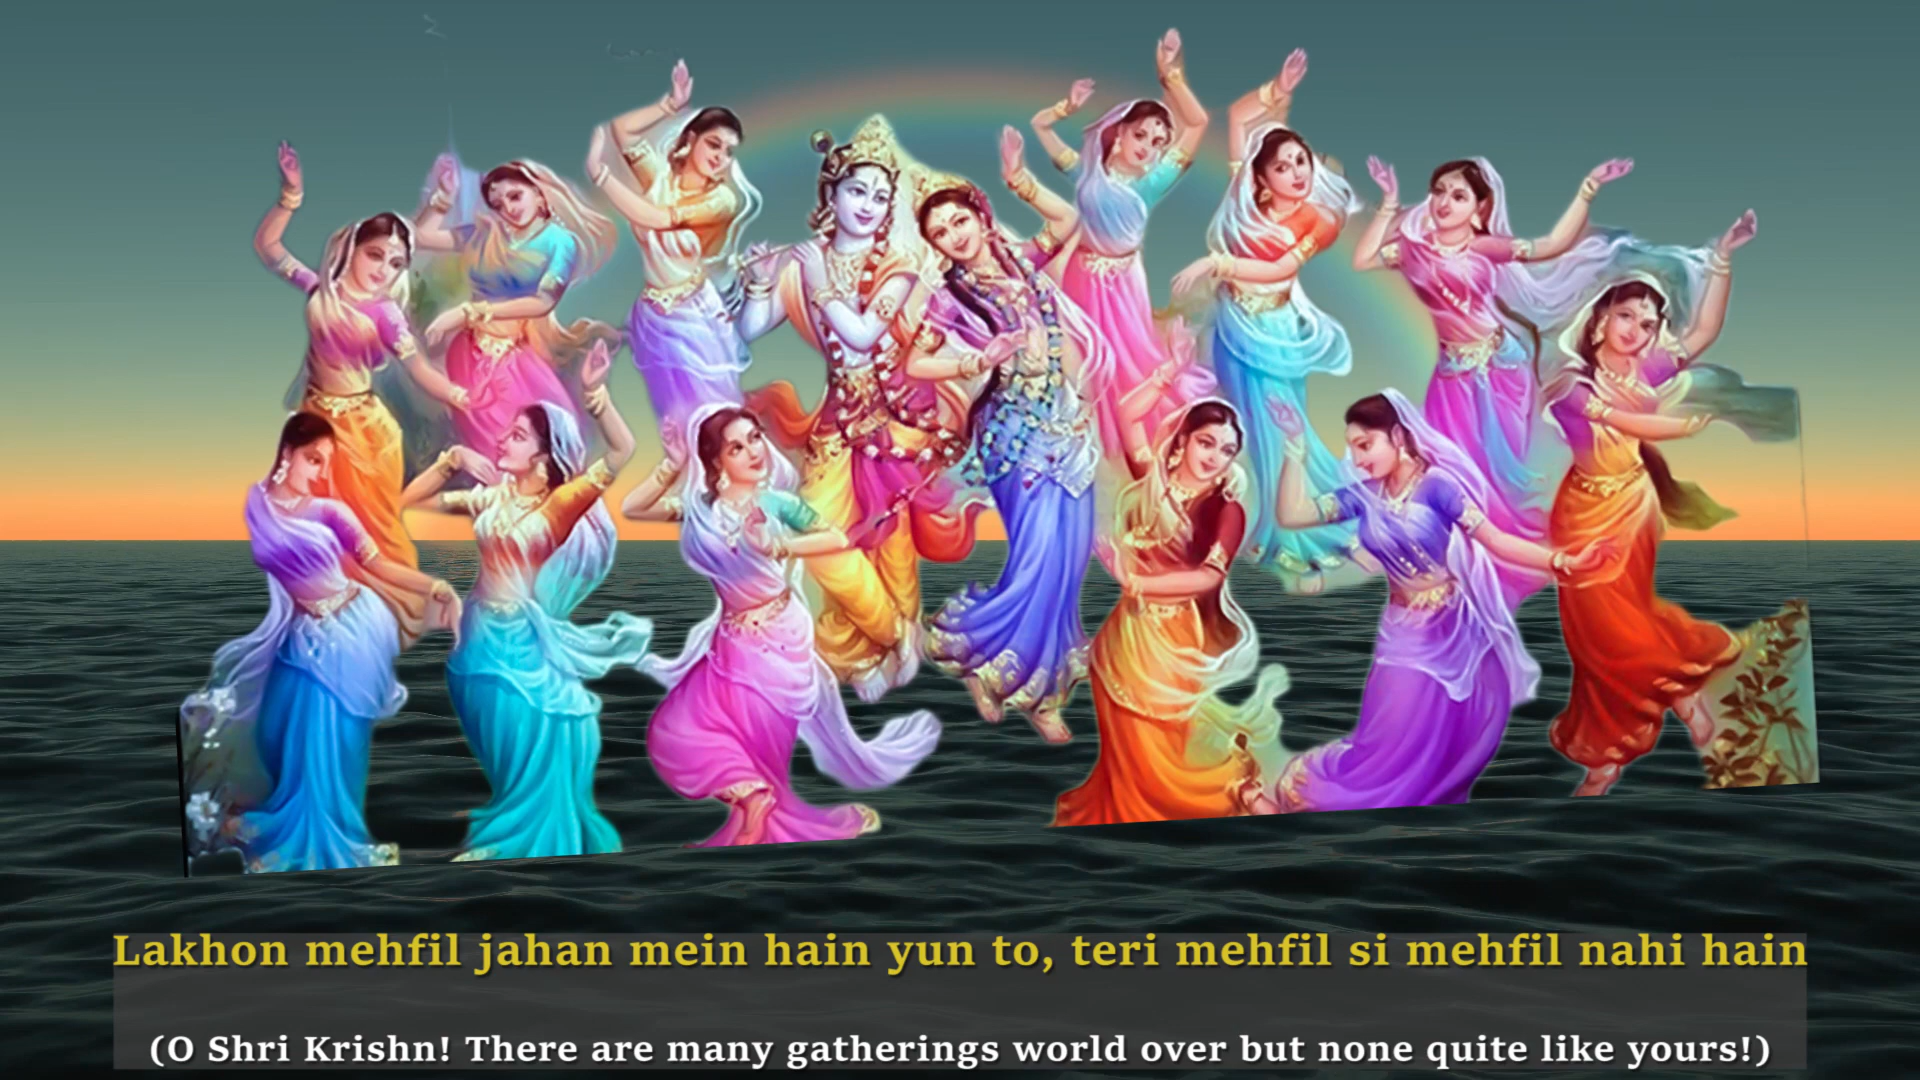 Lakhon mehfil jahan mein hain yun to, teri mehfil si mehfil nahi hain
(O Shri Krishn! There are many gatherings world over but none quite like yours!)